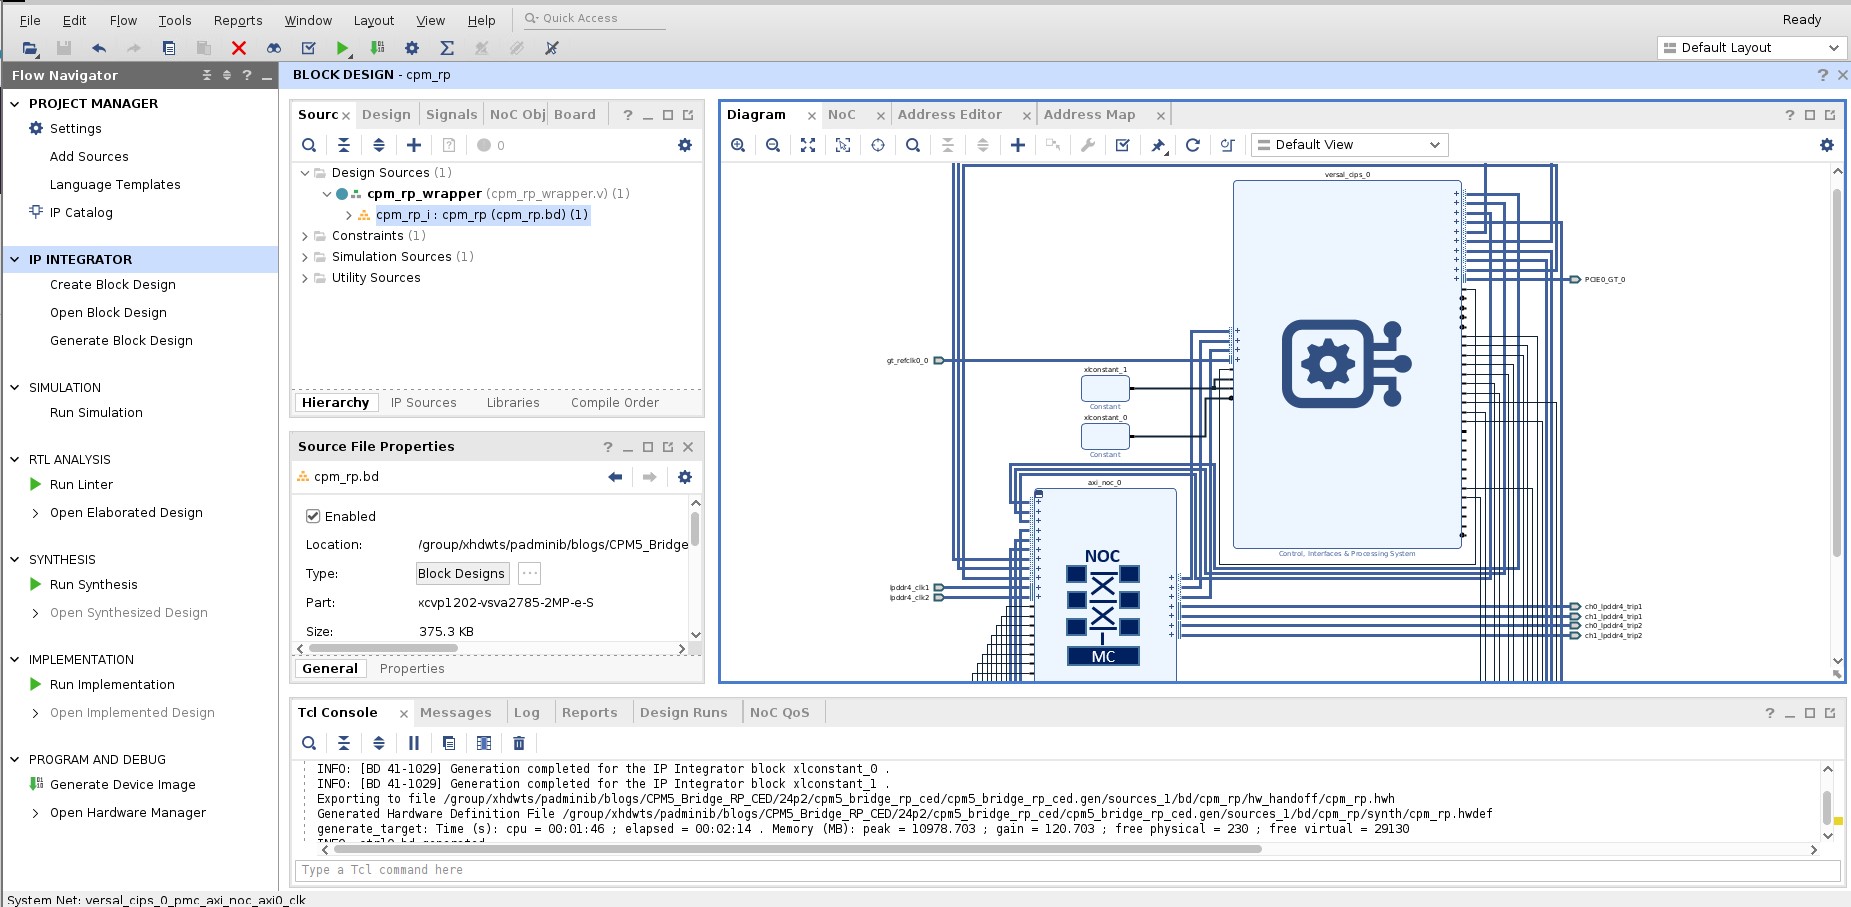 File Edit Flow Tools Reports Window Layout View Help Quick Access Ready
Default Layout
Flow Navigator
PROJECT MANAGER
Settings
Add Sources
Language Templates
IP Catalog
IP INTEGRATOR
Create Block Design
Open Block Design
Generate Block Design
SIMULATION
Run Simulation
RTL ANALYSIS
Run Linter
Open Elaborated Design
SYNTHESIS
Run Synthesis
Open Synthesized Design
IMPLEMENTATION
Run Implementation
Open Implemented Design
PROGRAM AND DEBUG
Generate Device Image
Open Hardware Manager
BLOCK DESIGN - cpm_rp
Sourc Design Signals NoC Obj Board
0
Design Sources (1)
cpm_rp_wrapper (cpm_rp_wrapper.v) (1)
cpm_rp_i : cpm_rp (cpm_rp.bd) (1)
Constraints (1)
Simulation Sources (1)
Utility Sources
Hierarchy IP Sources Libraries Compile Order
Source File Properties
cpm_rp.bd
Enabled
Location: /group/xhdwts/padminib/blogs/CPM5_Bridge
Type: Block Designs ...
Part: xcvp1202-vsva2785-2MP-e-S
Size: 375.3 KB
General Properties
Diagram NoC Address Editor Address Map
Default View
versal_cips_0
PCIE0_GT_0
gt_refclk0_0
xlconstant_1
Constant
xlconstant_0
Constant
axi_noc_0
Control, Interfaces & Processing System
NOC
MC
lpddr4_clk1
lpddr4_clk2
ch0_lpddr4_trip1
ch1_lpddr4_trip1
ch0_lpddr4_trip2
ch1_lpddr4_trip2
Tcl Console Messages Log Reports Design Runs NoC QoS
INFO: [BD 41-1029] Generation completed for the IP Integrator block xlconstant_0 .
INFO: [BD 41-1029] Generation completed for the IP Integrator block xlconstant_1 .
Exporting to file /group/xhdwts/padminib/blogs/CPM5_Bridge_RP_CED/24p2/cpm5_bridge_rp_ced/cpm5_bridge_rp_ced.gen/sources_1/bd/cpm_rp/hw_handoff/cpm_rp.hwh
Generated Hardware Definition File /group/xhdwts/padminib/blogs/CPM5_Bridge_RP_CED/24p2/cpm5_bridge_rp_ced/cpm5_bridge_rp_ced.gen/sources_1/bd/cpm_rp/synth/cpm_rp.hwdef
generate_target: Time (s): cpu = 00:01:46 ; elapsed = 00:02:14 . Memory (MB): peak = 10978.703 ; gain = 120.703 ; free physical = 230 ; free virtual = 29130
Type a Tcl command here
System Net: versal_cips_0_pmc_axi_noc_axi0_clk